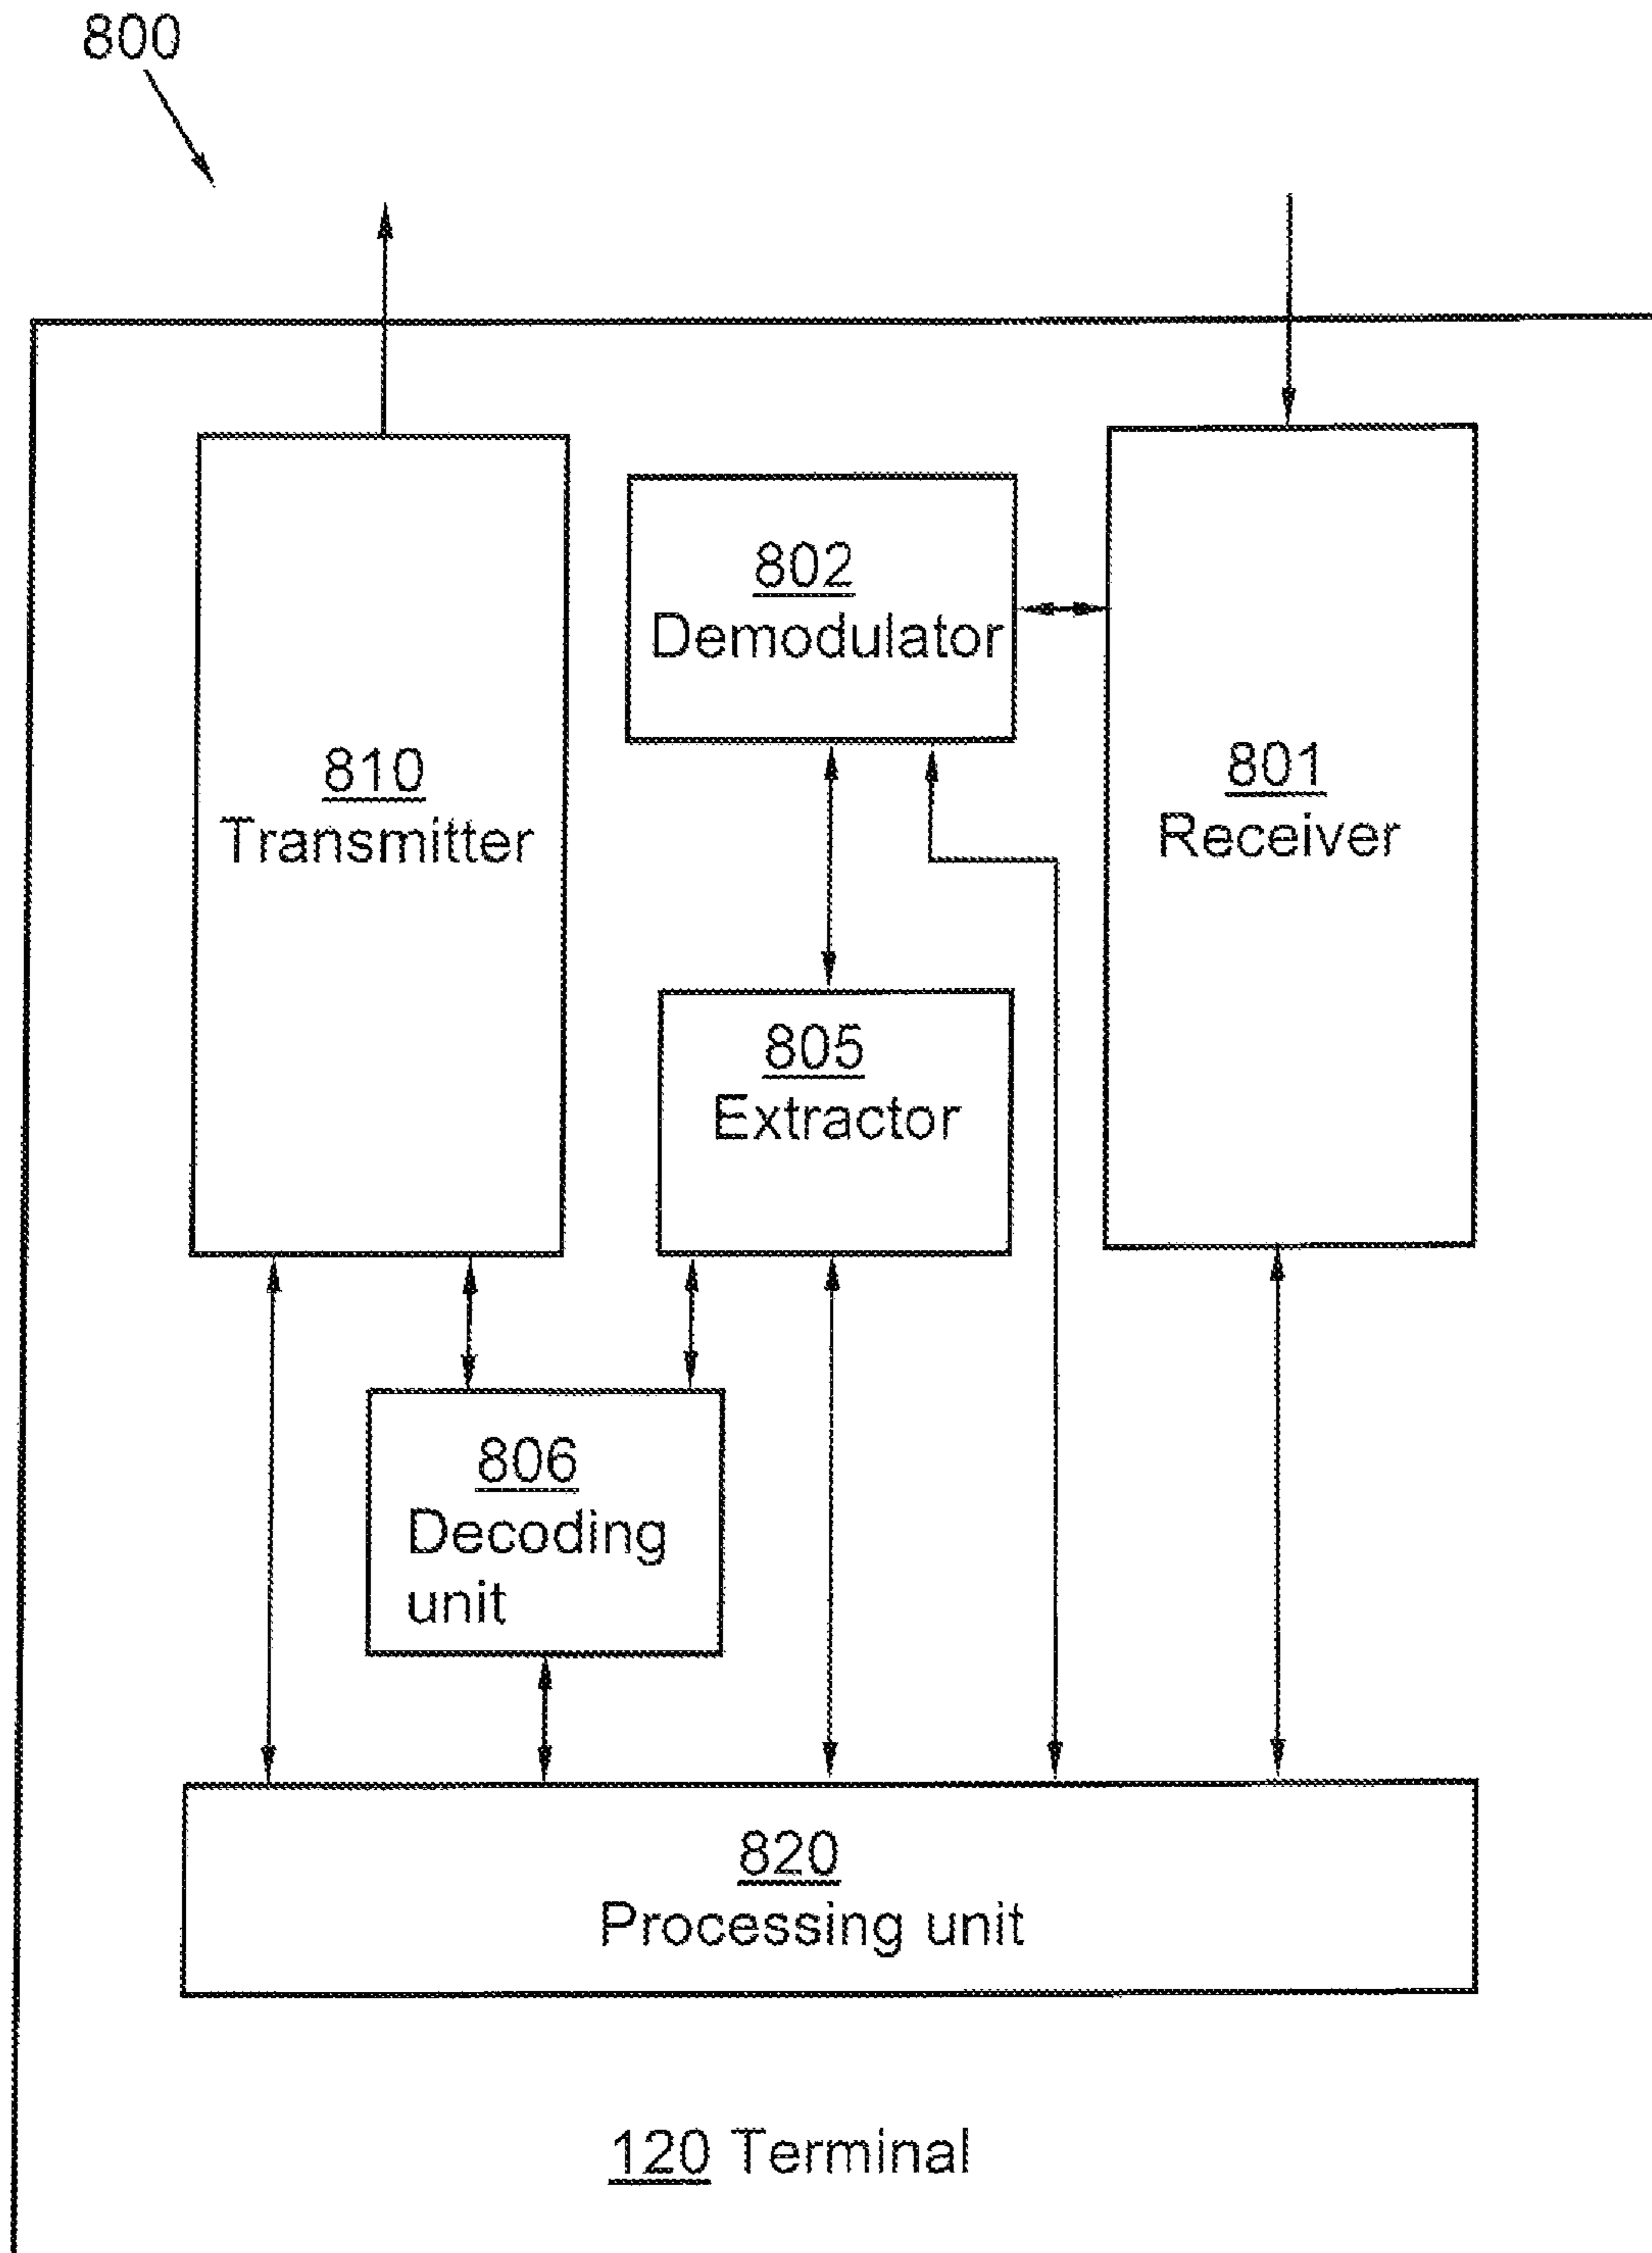 800
802
Demodulator
810
Transmitter
801
Receiver
805
Extractor
806
Decoding
unit
820
Processing unit
120 Terminal